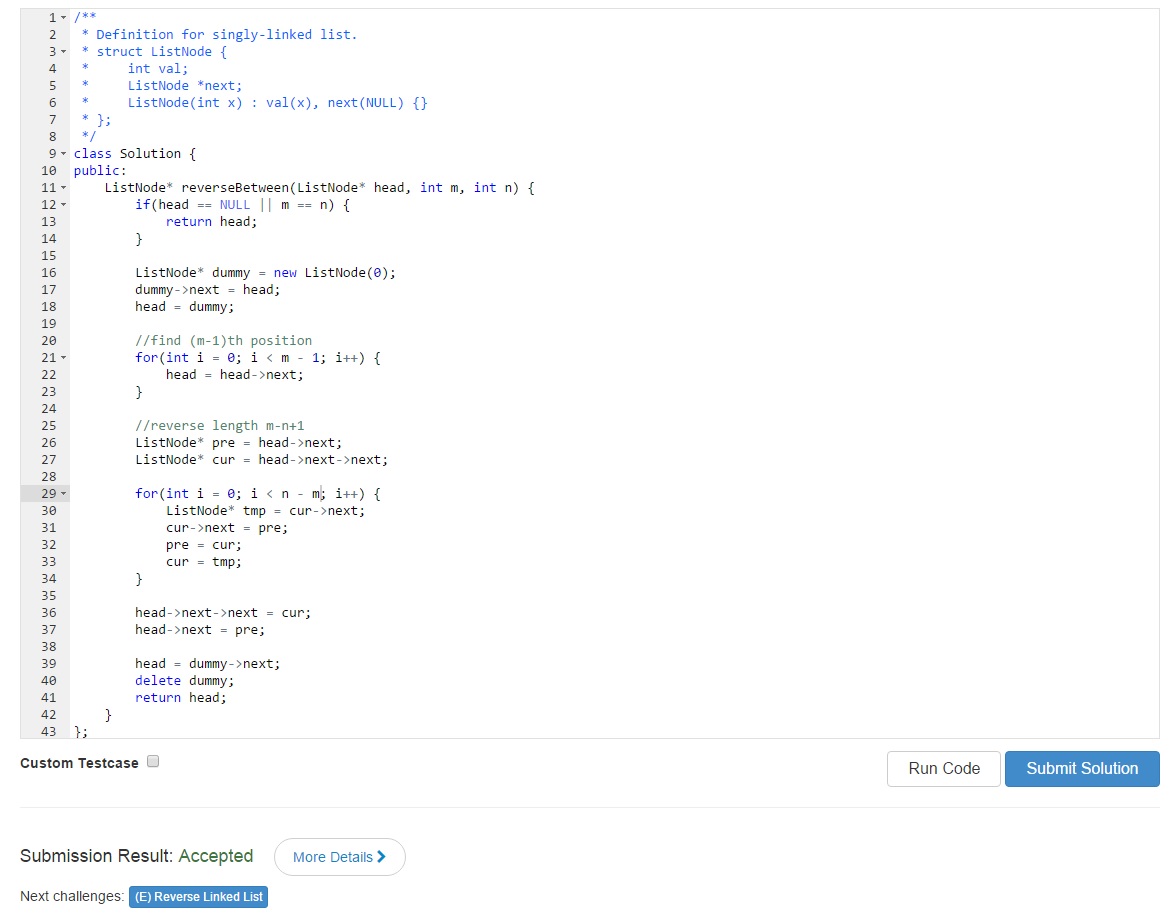 1 /**
2  * Definition for singly-linked list.
3  * struct ListNode {
4  *     int val;
5  *     ListNode *next;
6  *     ListNode(int x) : val(x), next(NULL) {}
7  * };
8  */
9 class Solution {
10 public:
11     ListNode* reverseBetween(ListNode* head, int m, int n) {
12         if(head == NULL || m == n) {
13             return head;
14         }
15
16         ListNode* dummy = new ListNode(0);
17         dummy->next = head;
18         head = dummy;
19
20         //find (m-1)th position
21         for(int i = 0; i < m - 1; i++) {
22             head = head->next;
23         }
24
25         //reverse length m-n+1
26         ListNode* pre = head->next;
27         ListNode* cur = head->next->next;
28
29         for(int i = 0; i < n - m; i++) {
30             ListNode* tmp = cur->next;
31             cur->next = pre;
32             pre = cur;
33             cur = tmp;
34         }
35
36         head->next->next = cur;
37         head->next = pre;
38
39         head = dummy->next;
40         delete dummy;
41         return head;
42     }
43 };
Custom Testcase
Run Code
Submit Solution
Submission Result: Accepted
More Details
Next challenges: (E) Reverse Linked List